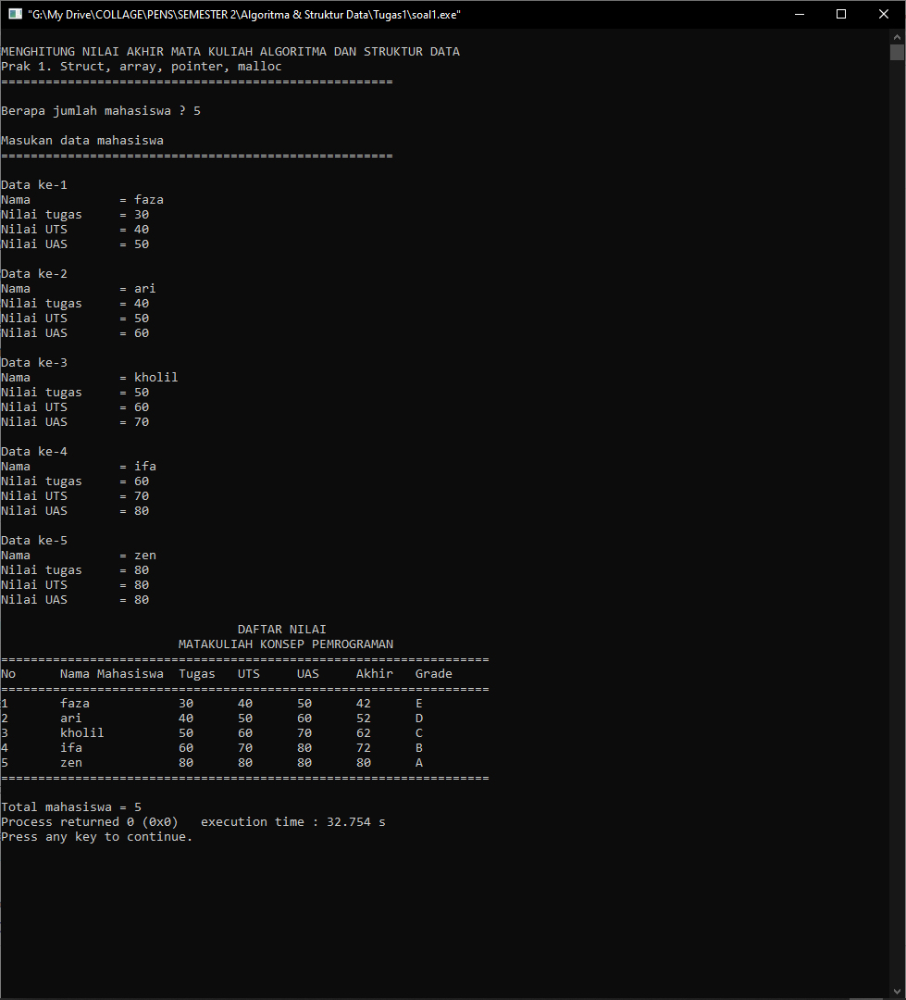 "G:\My Drive\COLLAGE\PENS\SEMESTER 2\Algoritma & Struktur Data\Tugas1\soal1.exe"
MENGHITUNG NILAI AKHIR MATA KULIAH ALGORITMA DAN STRUKTUR DATA
Prak 1. Struct, array, pointer, malloc
=====================================================
Berapa jumlah mahasiswa ? 5
Masukan data mahasiswa
=====================================================
Data ke-1
Nama            = faza
Nilai tugas     = 30
Nilai UTS       = 40
Nilai UAS       = 50
Data ke-2
Nama            = ari
Nilai tugas     = 40
Nilai UTS       = 50
Nilai UAS       = 60
Data ke-3
Nama            = kholil
Nilai tugas     = 50
Nilai UTS       = 60
Nilai UAS       = 70
Data ke-4
Nama            = ifa
Nilai tugas     = 60
Nilai UTS       = 70
Nilai UAS       = 80
Data ke-5
Nama            = zen
Nilai tugas     = 80
Nilai UTS       = 80
Nilai UAS       = 80
                                DAFTAR NILAI
                        MATAKULIAH KONSEP PEMROGRAMAN
==================================================================
No      Nama Mahasiswa  Tugas   UTS     UAS     Akhir   Grade
==================================================================
1       faza            30      40      50      42      E
2       ari             40      50      60      52      D
3       kholil          50      60      70      62      C
4       ifa             60      70      80      72      B
5       zen             80      80      80      80      A
==================================================================
Total mahasiswa = 5
Process returned 0 (0x0)   execution time : 32.754 s
Press any key to continue.